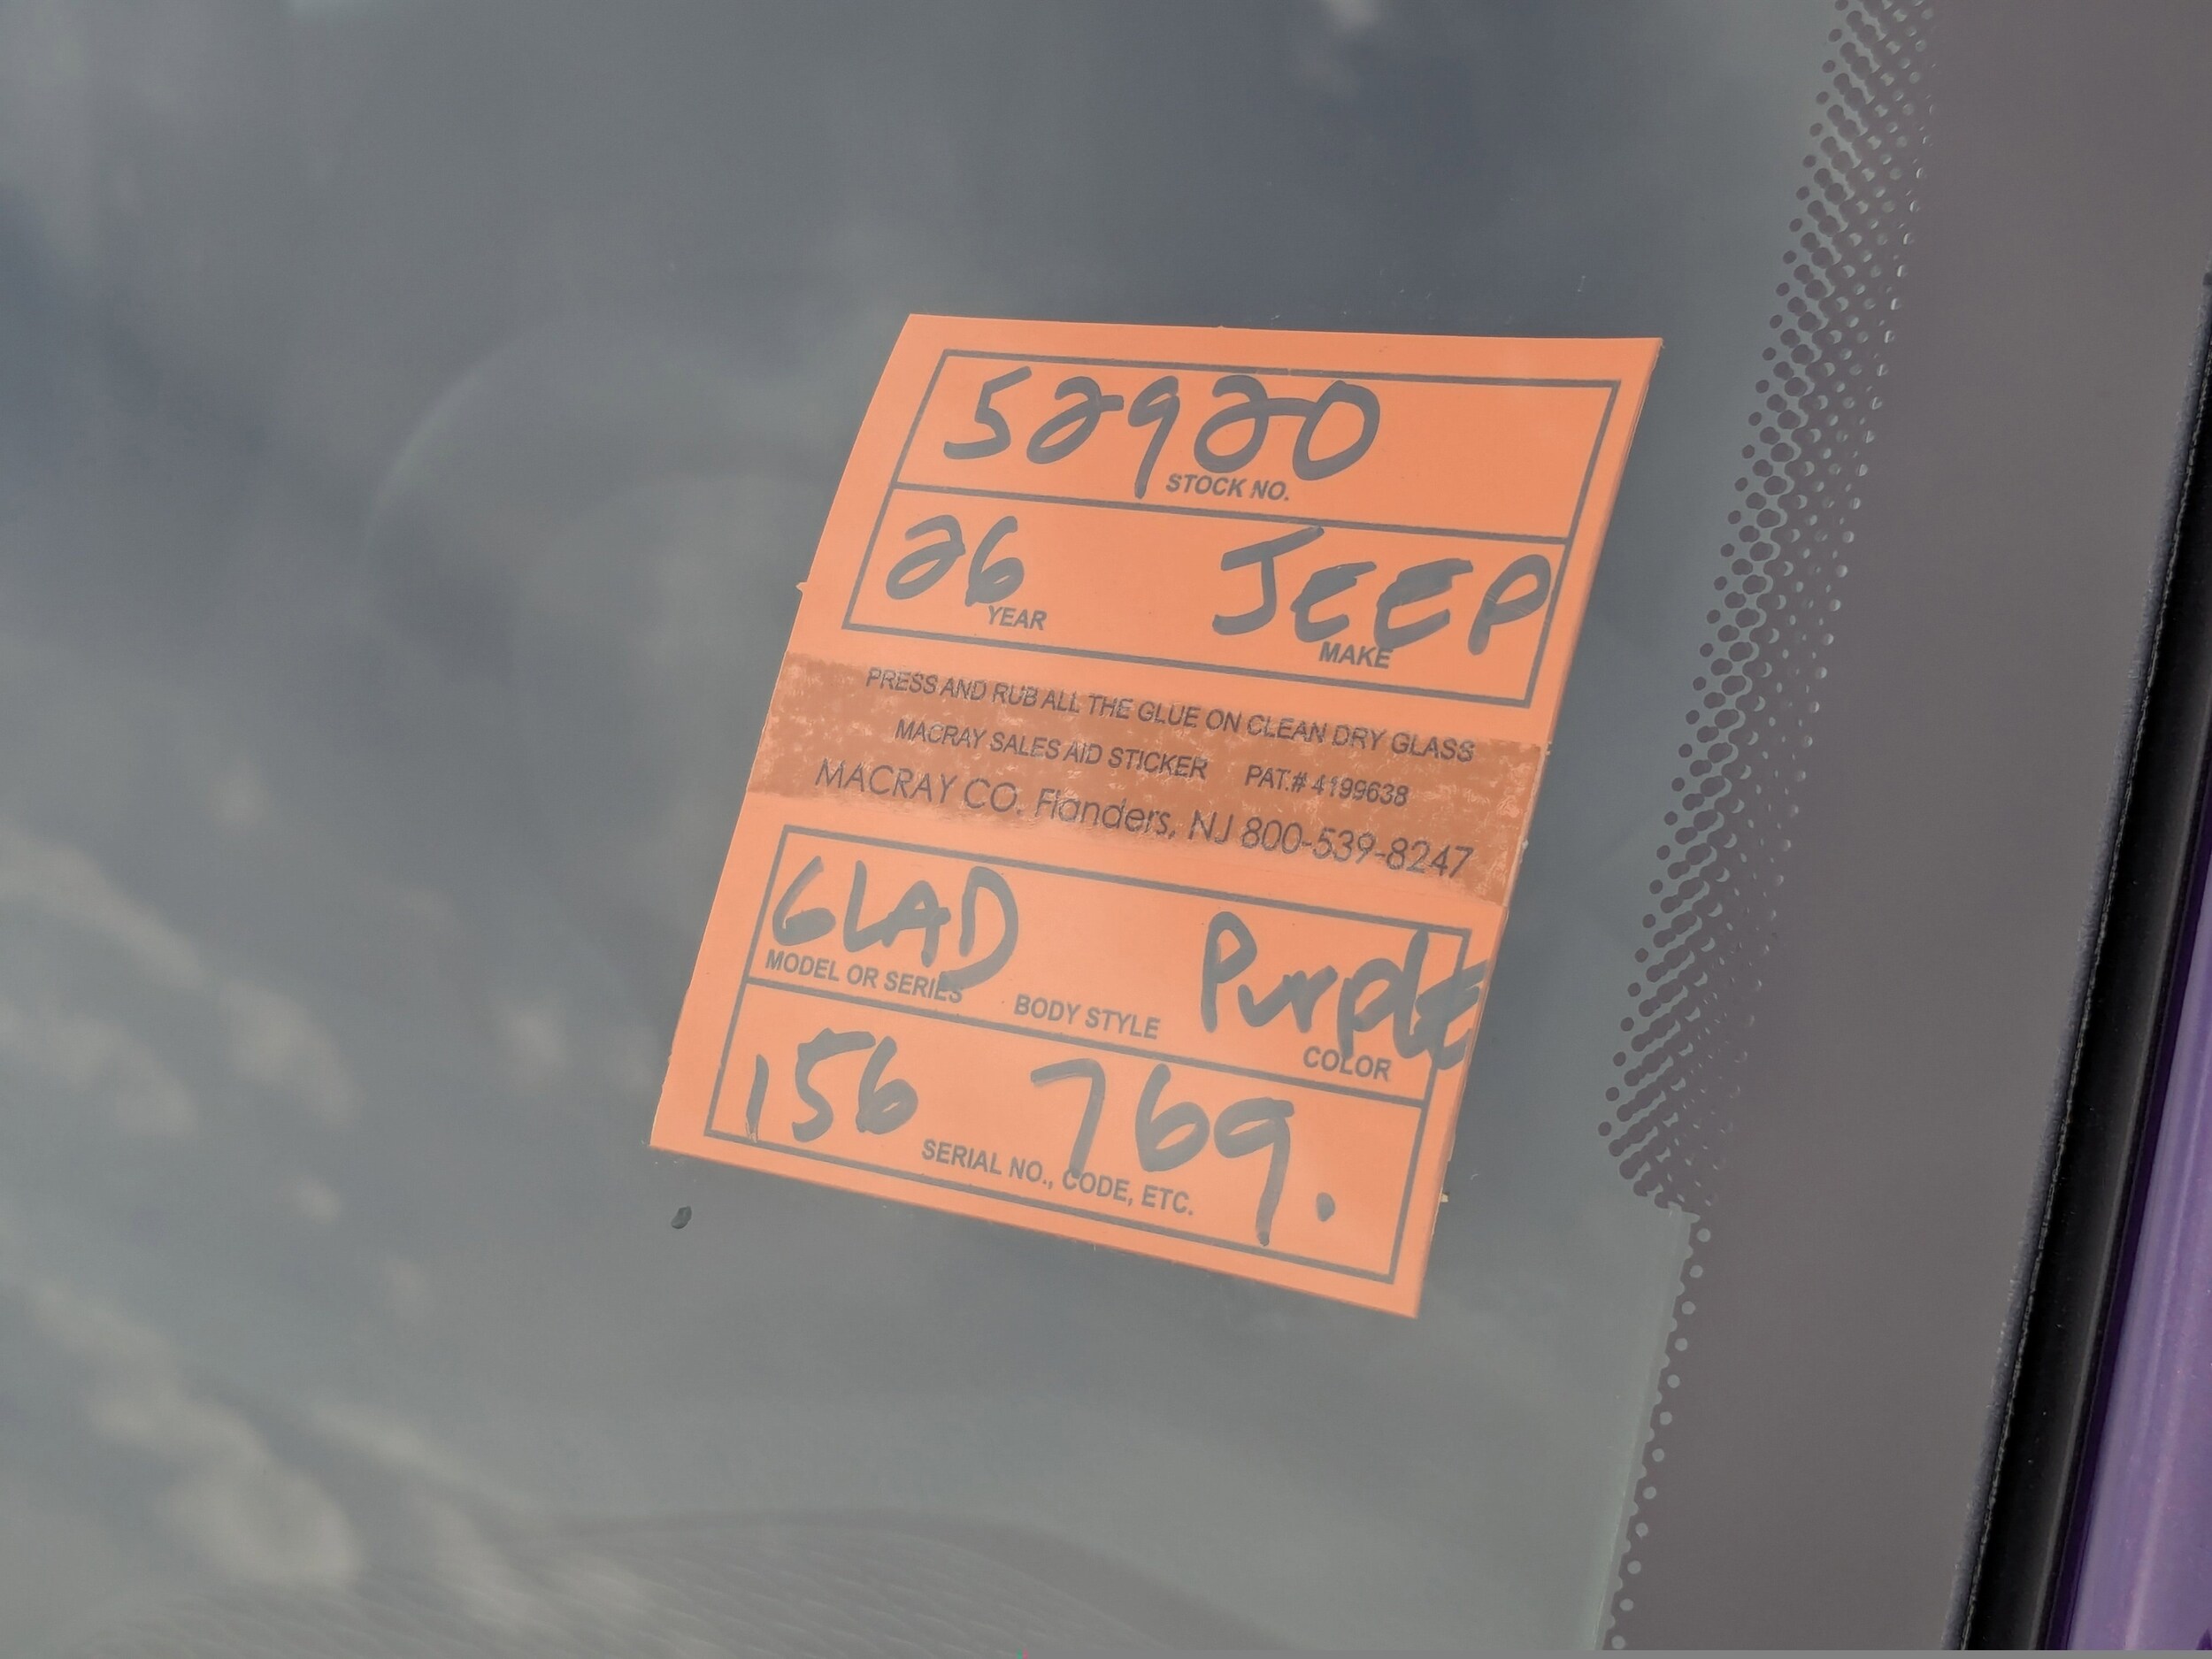 52920
STOCK NO.
26 JEEP
YEAR MAKE
PRESS AND RUB ALL THE GLUE ON CLEAN DRY GLASS
MACRAY SALES AID STICKER PAT.# 4199638
MACRAY CO. Flanders, NJ 800-539-8247
GLAD PurplE
MODEL OR SERIES BODY STYLE COLOR
156 769.
SERIAL NO., CODE, ETC.